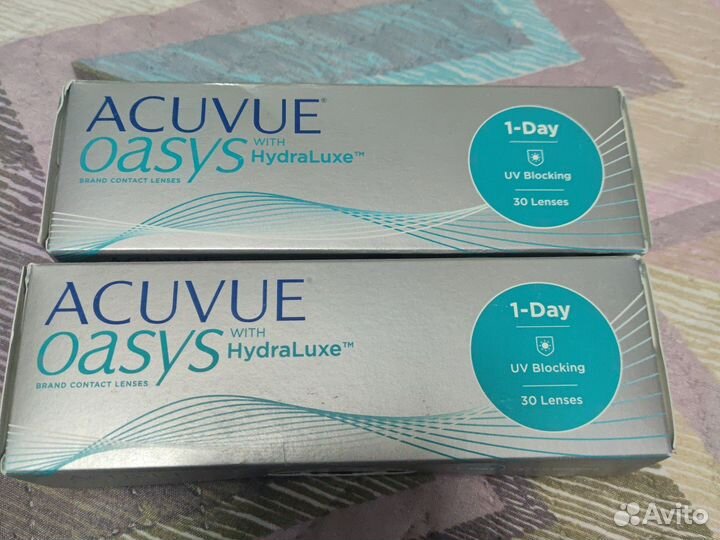 ACUVUE®
oasys WITH HydraLuxe™
BRAND CONTACT LENSES
1-Day
UV Blocking
30 Lenses
ACUVUE®
oasys WITH HydraLuxe™
BRAND CONTACT LENSES
1-Day
UV Blocking
30 Lenses
Avito